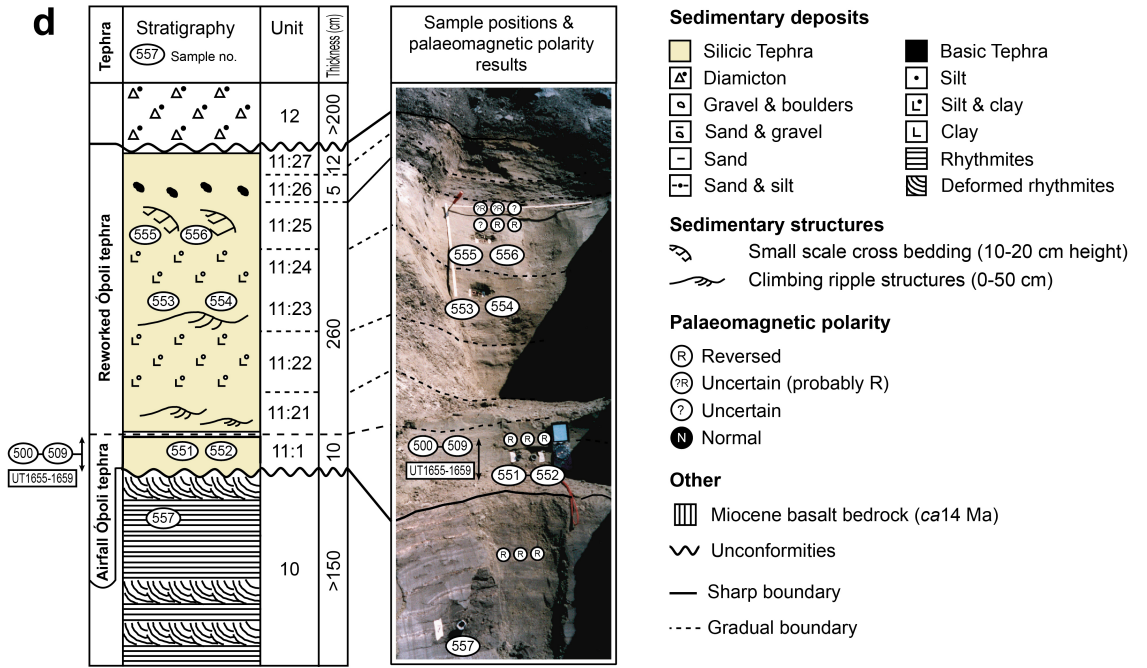 d
Tephra
Stratigraphy
557 Sample no.
Unit
Thickness (cm)
Sample positions &
palaeomagnetic polarity
results
12
>200
11:27
12
11:26
5
11:25
555
556
11:24
553
554
11:23
260
11:22
11:21
Reworked Óþoli tephra
500
509
UT1655-1659
551
552
11:1
10
Airfall Óþoli tephra
557
10
>150
?R ?R ?
? R R
555 556
553 554
R R R
500 509
UT1655-1659
551 552
R R R
557
Sedimentary deposits
Silicic Tephra
Basic Tephra
Diamicton
Silt
Gravel & boulders
Silt & clay
Sand & gravel
Clay
Sand
Rhythmites
Sand & silt
Deformed rhythmites
Sedimentary structures
Small scale cross bedding (10-20 cm height)
Climbing ripple structures (0-50 cm)
Palaeomagnetic polarity
R Reversed
?R Uncertain (probably R)
? Uncertain
N Normal
Other
Miocene basalt bedrock (ca14 Ma)
Unconformities
Sharp boundary
Gradual boundary